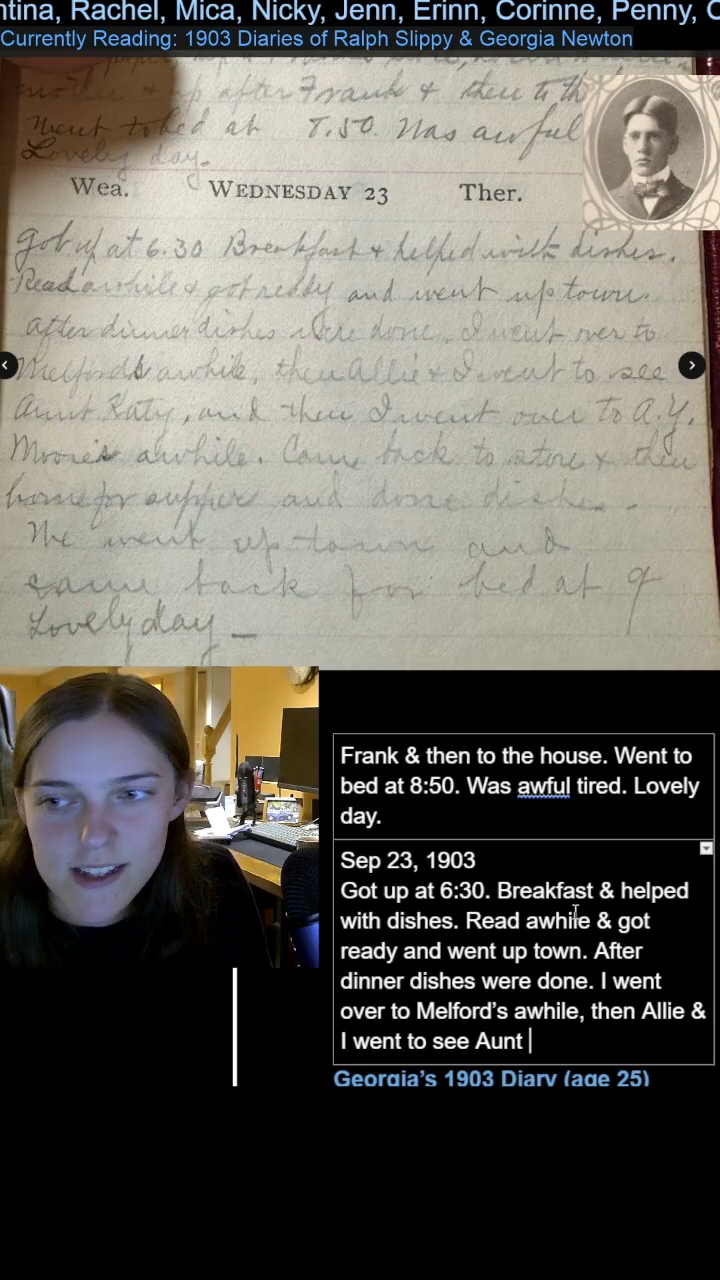 ntina, Rachel, Mica, Nicky, Jenn, Erinn, Corinne, Penny, C
Currently Reading: 1903 Diaries of Ralph Slippy & Georgia Newton
mother & up after Frank & then to th
Went to bed at 8.50. Was awful
Lovely day.
Wea. WEDNESDAY 23 Ther.
Got up at 6.30 Breakfast & helped with dishes.
Read awhile & got ready and went up town.
After dinner dishes were done. I went over to
Melford's awhile, then Allie & I went to see
Aunt Katy, and then I went over to A.Y.
Moore's awhile. Came back to store & then
home for supper and done dishes.
We went up town and
came back for bed at 9
Lovely day —
Frank & then to the house. Went to
bed at 8:50. Was awful tired. Lovely
day.
Sep 23, 1903
Got up at 6:30. Breakfast & helped
with dishes. Read awhile & got
ready and went up town. After
dinner dishes were done. I went
over to Melford's awhile, then Allie &
I went to see Aunt
Georgia's 1903 Diary (age 25)